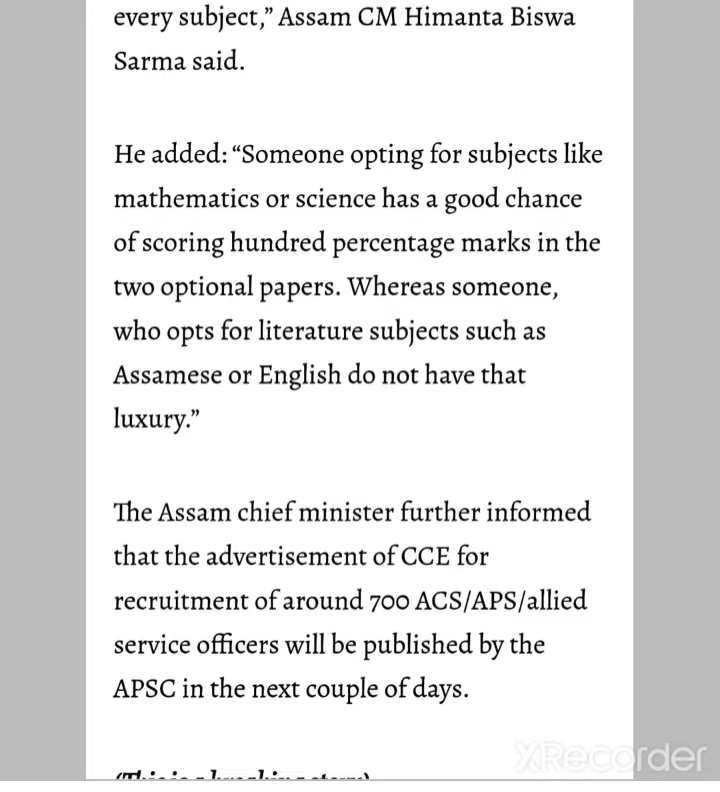 every subject,” Assam CM Himanta Biswa
Sarma said.
He added: “Someone opting for subjects like
mathematics or science has a good chance
of scoring hundred percentage marks in the
two optional papers. Whereas someone,
who opts for literature subjects such as
Assamese or English do not have that
luxury.”
The Assam chief minister further informed
that the advertisement of CCE for
recruitment of around 700 ACS/APS/allied
service officers will be published by the
APSC in the next couple of days.
XRecorder
(This is a breaking story)